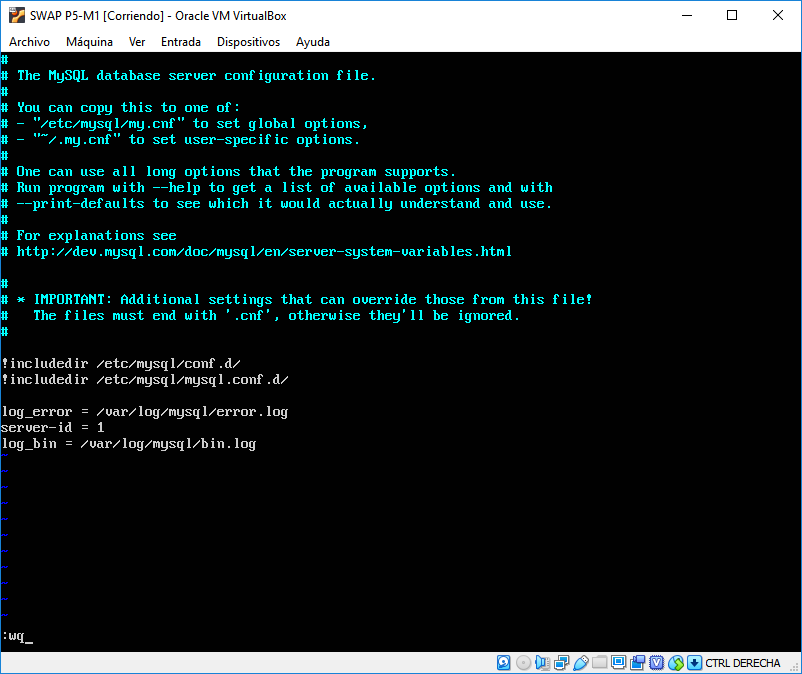 SWAP P5-M1 [Corriendo] - Oracle VM VirtualBox
Archivo Máquina Ver Entrada Dispositivos Ayuda
#
# The MySQL database server configuration file.
#
# You can copy this to one of:
# - "/etc/mysql/my.cnf" to set global options,
# - "~/.my.cnf" to set user-specific options.
#
# One can use all long options that the program supports.
# Run program with --help to get a list of available options and with
# --print-defaults to see which it would actually understand and use.
#
# For explanations see
# http://dev.mysql.com/doc/mysql/en/server-system-variables.html

#
# * IMPORTANT: Additional settings that can override those from this file!
#   The files must end with '.cnf', otherwise they'll be ignored.
#

!includedir /etc/mysql/conf.d/
!includedir /etc/mysql/mysql.conf.d/

log_error = /var/log/mysql/error.log
server-id = 1
log_bin = /var/log/mysql/bin.log
~
~
~
~
~
~
~
~
~
~
~
:wq_
CTRL DERECHA